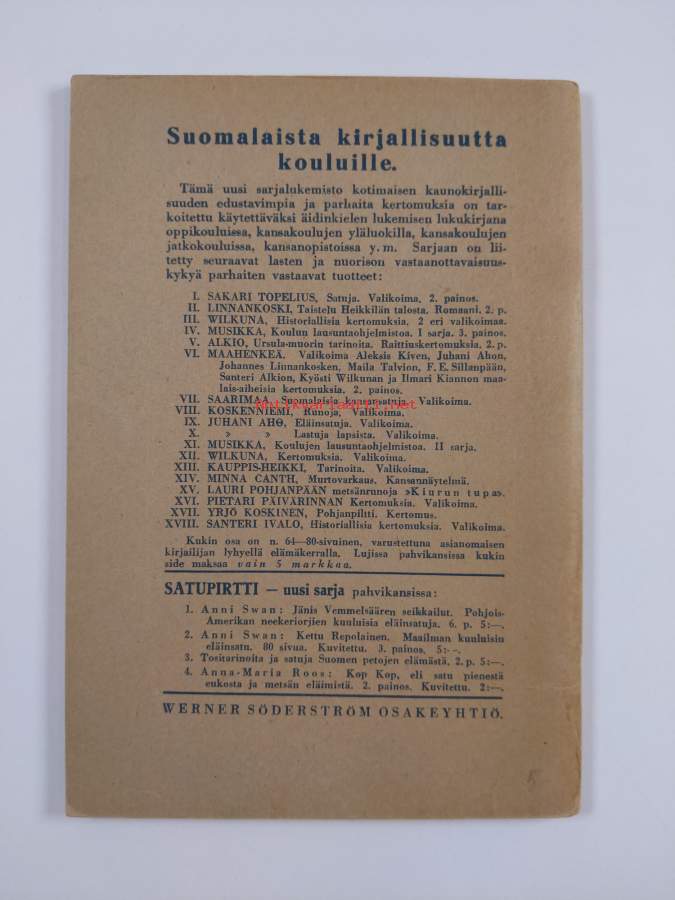 Suomalaista kirjallisuutta
kouluille.
Tämä uusi sarjalukemisto kotimaisen kaunokirjalli-
suuden edustavimpia ja parhaita kertomuksia on tar-
koitettu käytettäväksi äidinkielen lukemisen lukukirjana
oppikouluissa, kansakoulujen yläluokilla, kansakoulujen
jatkokouluissa, kansanopistoissa y. m. Sarjaan on lii-
tetty seuraavat lasten ja nuorison vastaanottavaisuus-
kykyä parhaiten vastaavat tuotteet:
I. SAKARI TOPELIUS, Satuja. Valikoima, 2. painos.
II. LINNANKOSKI, Taistelu Heikkilän talosta. Romaani. 2. p.
III. WILKUNA, Historiallisia kertomuksia. 2 eri valikoimaa.
IV. MUSIKKA, Koulun lausuntaohjelmistoa. I sarja. 3. painos.
V. ALKIO, Ursula-muorin tarinoita. Raittiuskertomuksia. 2. p.
VI. MAAHENKEÄ. Valikoima Aleksis Kiven, Juhani Ahon,
Johannes Linnankosken, Maila Talvion, F. E. Sillanpään,
Santeri Alkion, Kyösti Wilkunan ja Ilmari Kiannon maa-
lais-aiheisia kertomuksia. 2. painos.
VII. SAARIMAA, Suomalaisia kansansatuja. Valikoima.
Antikvariaatti.net
VIII. KOSKENNIEMI, Runoja, Valikoima.
IX. JUHANI AHO, Eläinsatuja. Valikoima.
X. » » Lastuja lapsista. Valikoima.
XI. MUSIKKA, Koulujen lausuntaohjelmistoa. II sarja.
XII. WILKUNA, Kertomuksia. Valikoima.
XIII. KAUPPIS-HEIKKI, Tarinoita. Valikoima.
XIV. MINNA CANTH, Murtovarkaus. Kansannäytelmä.
XV. LAURI POHJANPÄÄN metsänrunoja »Kiurun tupa».
XVI. PIETARI PÄIVÄRINNAN Kertomuksia. Valikoima.
XVII. YRJÖ KOSKINEN, Pohjanpiltti. Kertomus.
XVIII. SANTERI IVALO, Historiallisia kertomuksia. Valikoima.
Kukin osa on n. 64—80-sivuinen, varustettuna asianomaisen
kirjailijan lyhyellä elämäkerralla. Lujissa pahvikansissa kukin
side maksaa vain 5 markkaa.
SATUPIRTTI — uusi sarja pahvikansissa:
1. Anni Swan: Jänis Vemmelsäären seikkailut. Pohjois-
Amerikan neekeriorjien kuuluisia eläinsatuja. 6. p. 5:—.
2. Anni Swan: Kettu Repolainen. Maailman kuuluisin
eläinsatu. 80 sivua. Kuvitettu. 3. painos. 5:—.
3. Tositarinoita ja satuja Suomen petojen elämästä. 2. p. 5:—.
4. Anna-Maria Roos: Kop Kop, eli satu pienestä
eukosta ja metsän eläimistä. 2. painos. Kuvitettu. 2:—.
WERNER SÖDERSTRÖM OSAKEYHTIÖ.
5